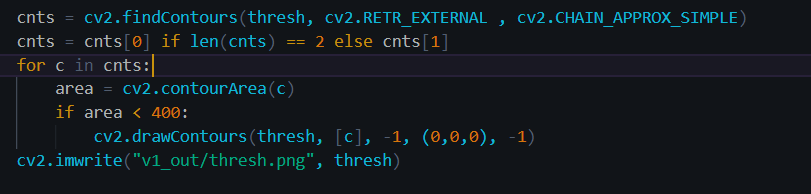 cnts = cv2.findContours(thresh, cv2.RETR_EXTERNAL , cv2.CHAIN_APPROX_SIMPLE)
cnts = cnts[0] if len(cnts) == 2 else cnts[1]
for c in cnts:
    area = cv2.contourArea(c)
    if area < 400:
        cv2.drawContours(thresh, [c], -1, (0,0,0), -1)
cv2.imwrite("v1_out/thresh.png", thresh)